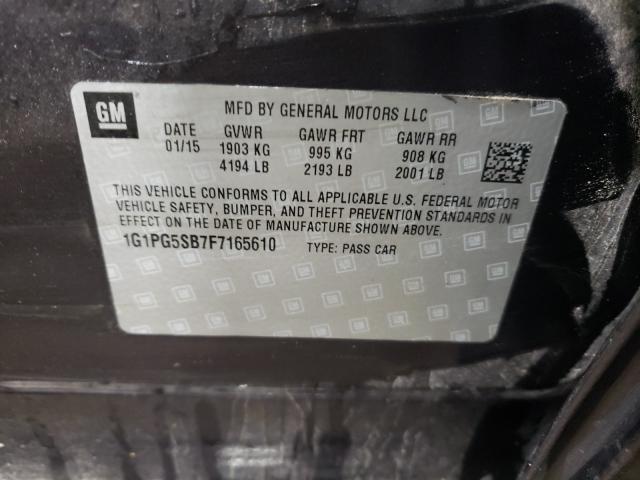 GM
MFD BY GENERAL MOTORS LLC
DATE GVWR GAWR FRT GAWR RR
01/15 1903 KG 995 KG 908 KG
4194 LB 2193 LB 2001 LB
THIS VEHICLE CONFORMS TO ALL APPLICABLE U.S. FEDERAL MOTOR
VEHICLE SAFETY, BUMPER, AND THEFT PREVENTION STANDARDS IN
EFFECT ON THE DATE OF MANUFACTURE SHOWN ABOVE.
1G1PG5SB7F7165610 TYPE: PASS CAR